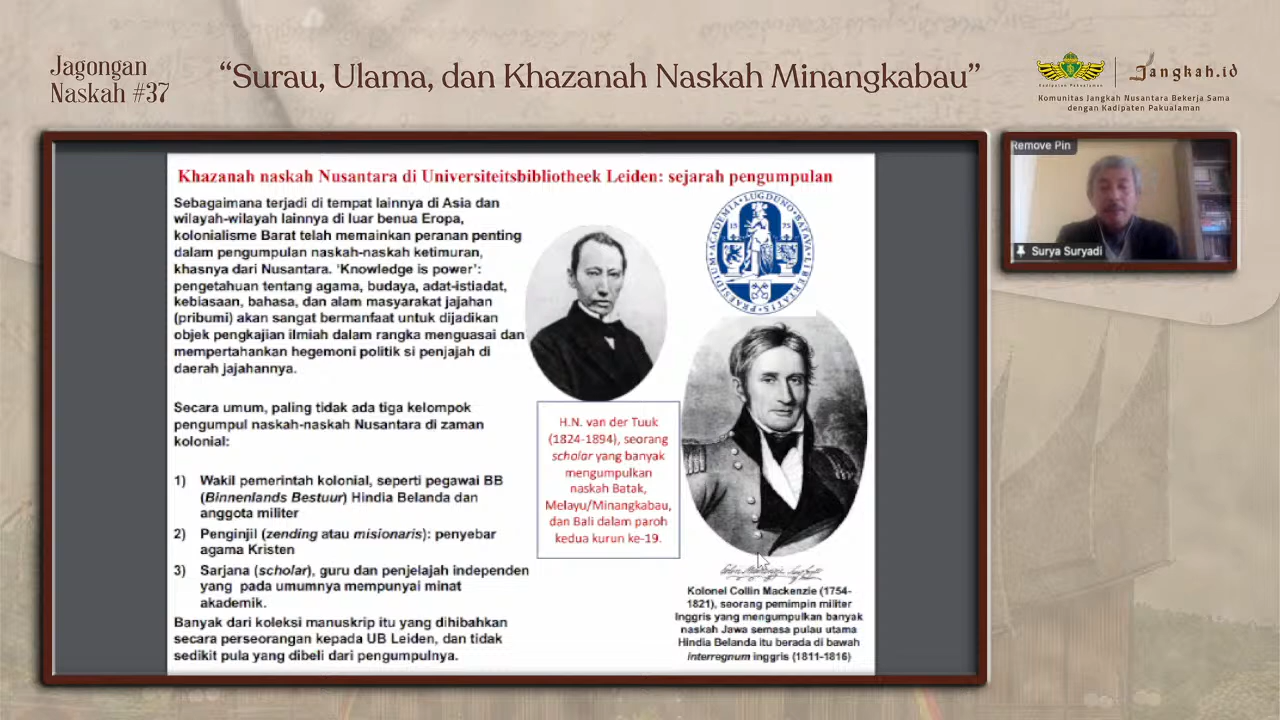 Jagongan
Naskah #37
“Surau, Ulama, dan Khazanah Naskah Minangkabau”
Kadipaten Pakualaman
Jangkah.id
Komunitas Jangkah Nusantara Bekerja Sama
dengan Kadipaten Pakualaman
Khazanah naskah Nusantara di Universiteitsbibliotheek Leiden: sejarah pengumpulan
Sebagaimana terjadi di tempat lainnya di Asia dan
wilayah-wilayah lainnya di luar benua Eropa,
kolonialisme Barat telah memainkan peranan penting
dalam pengumpulan naskah-naskah ketimuran,
khasnya dari Nusantara. ‘Knowledge is power’:
pengetahuan tentang agama, budaya, adat-istiadat,
kebiasaan, bahasa, dan alam masyarakat jajahan
(pribumi) akan sangat bermanfaat untuk dijadikan
objek pengkajian ilmiah dalam rangka menguasai dan
mempertahankan hegemoni politik si penjajah di
daerah jajahannya.
Secara umum, paling tidak ada tiga kelompok
pengumpul naskah-naskah Nusantara di zaman
kolonial:
1) Wakil pemerintah kolonial, seperti pegawai BB
(Binnenlands Bestuur) Hindia Belanda dan
anggota militer
2) Penginjil (zending atau misionaris): penyebar
agama Kristen
3) Sarjana (scholar), guru dan penjelajah independen
yang pada umumnya mempunyai minat
akademik.
Banyak dari koleksi manuskrip itu yang dihibahkan
secara perseorangan kepada UB Leiden, dan tidak
sedikit pula yang dibeli dari pengumpulnya.
H.N. van der Tuuk
(1824-1894), seorang
scholar yang banyak
mengumpulkan
naskah Batak,
Melayu/Minangkabau,
dan Bali dalam paroh
kedua kurun ke-19.
ACADEMIA LUGDUNO BATAVA LIBERTATIS PRAESIDIUM
1575
Kolonel Collin Mackenzie (1754-
1821), seorang pemimpin militer
Inggris yang mengumpulkan banyak
naskah Jawa semasa pulau utama
Hindia Belanda itu berada di bawah
interregnum inggris (1811-1816)
Remove Pin
Surya Suryadi